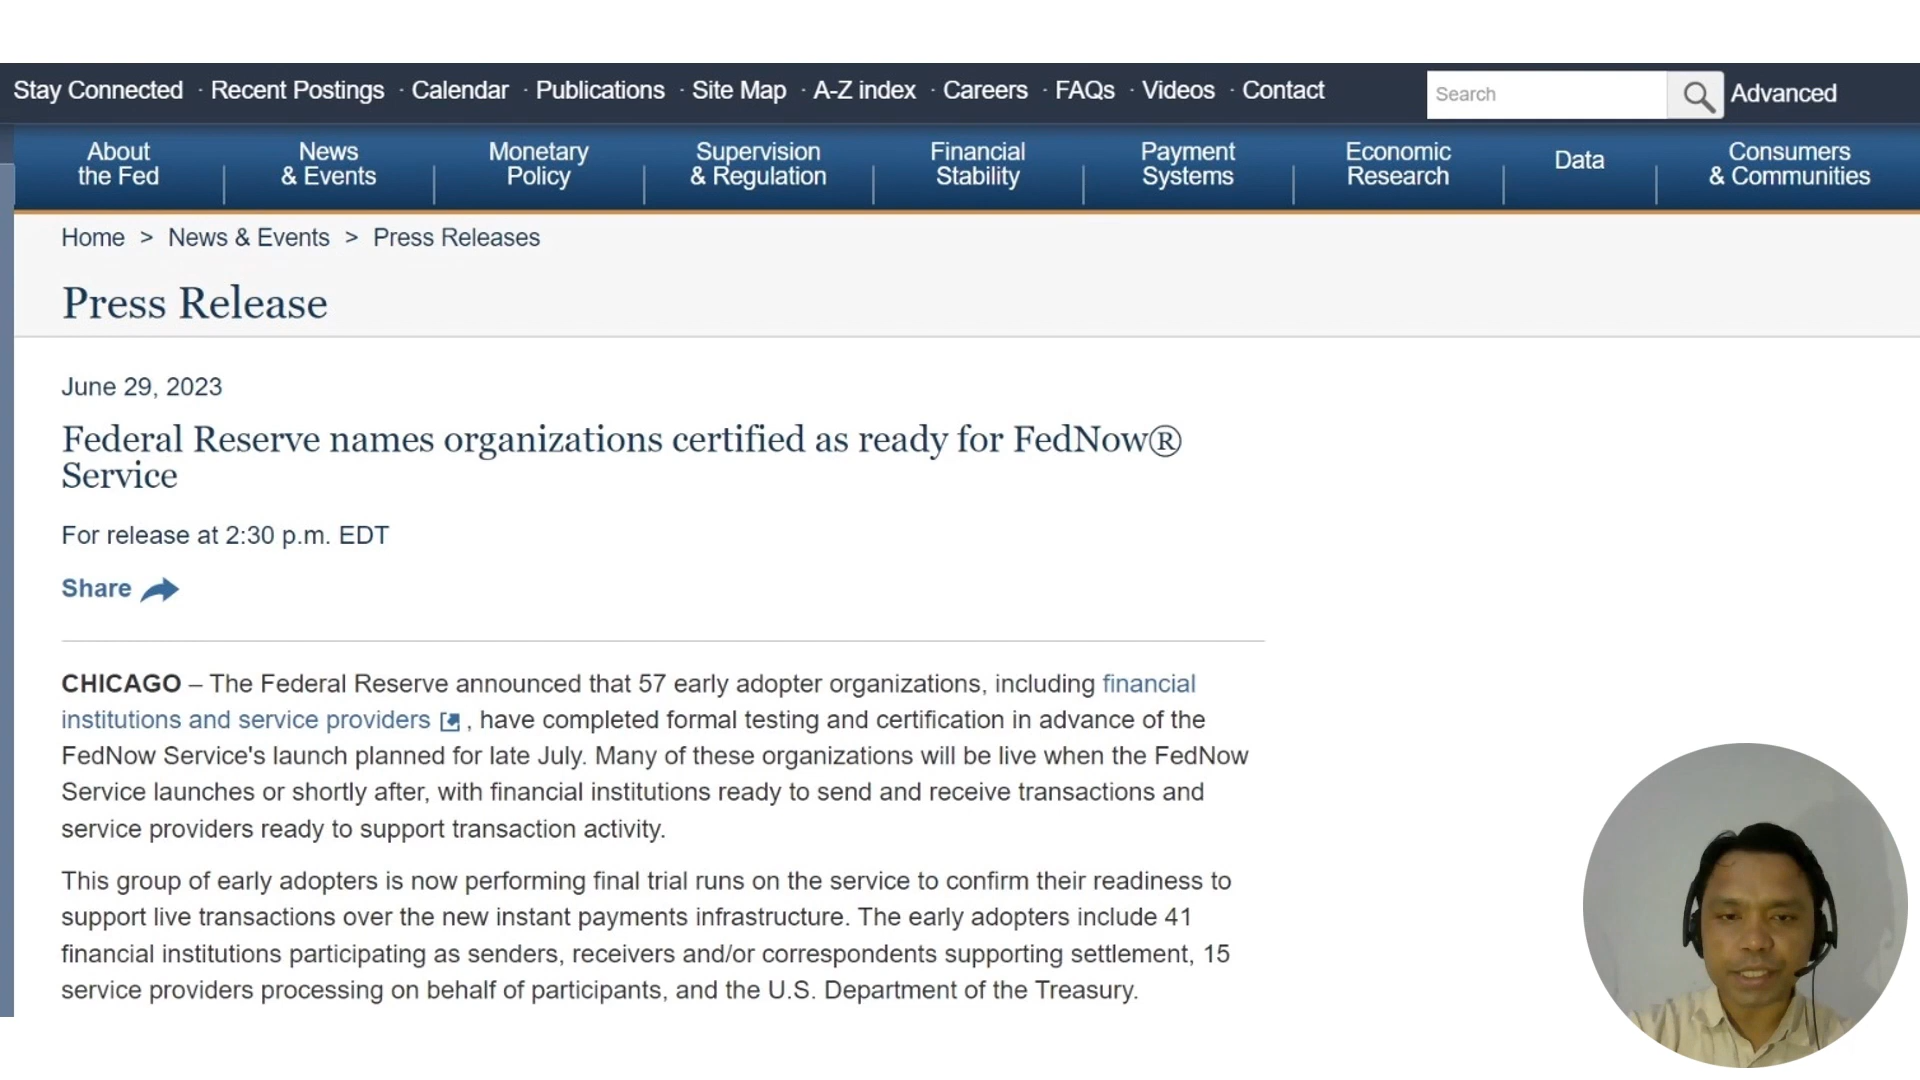 Stay Connected · Recent Postings · Calendar · Publications · Site Map · A-Z index · Careers · FAQs · Videos · Contact Search Advanced
About the Fed
News & Events
Monetary Policy
Supervision & Regulation
Financial Stability
Payment Systems
Economic Research
Data
Consumers & Communities
Home > News & Events > Press Releases
Press Release
June 29, 2023
Federal Reserve names organizations certified as ready for FedNow®
Service
For release at 2:30 p.m. EDT
Share
CHICAGO – The Federal Reserve announced that 57 early adopter organizations, including financial
institutions and service providers , have completed formal testing and certification in advance of the
FedNow Service's launch planned for late July. Many of these organizations will be live when the FedNow
Service launches or shortly after, with financial institutions ready to send and receive transactions and
service providers ready to support transaction activity.
This group of early adopters is now performing final trial runs on the service to confirm their readiness to
support live transactions over the new instant payments infrastructure. The early adopters include 41
financial institutions participating as senders, receivers and/or correspondents supporting settlement, 15
service providers processing on behalf of participants, and the U.S. Department of the Treasury.